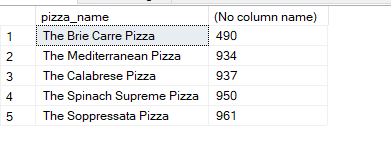 pizza_name (No column name)
1 The Brie Carre Pizza 490
2 The Mediterranean Pizza 934
3 The Calabrese Pizza 937
4 The Spinach Supreme Pizza 950
5 The Soppressata Pizza 961